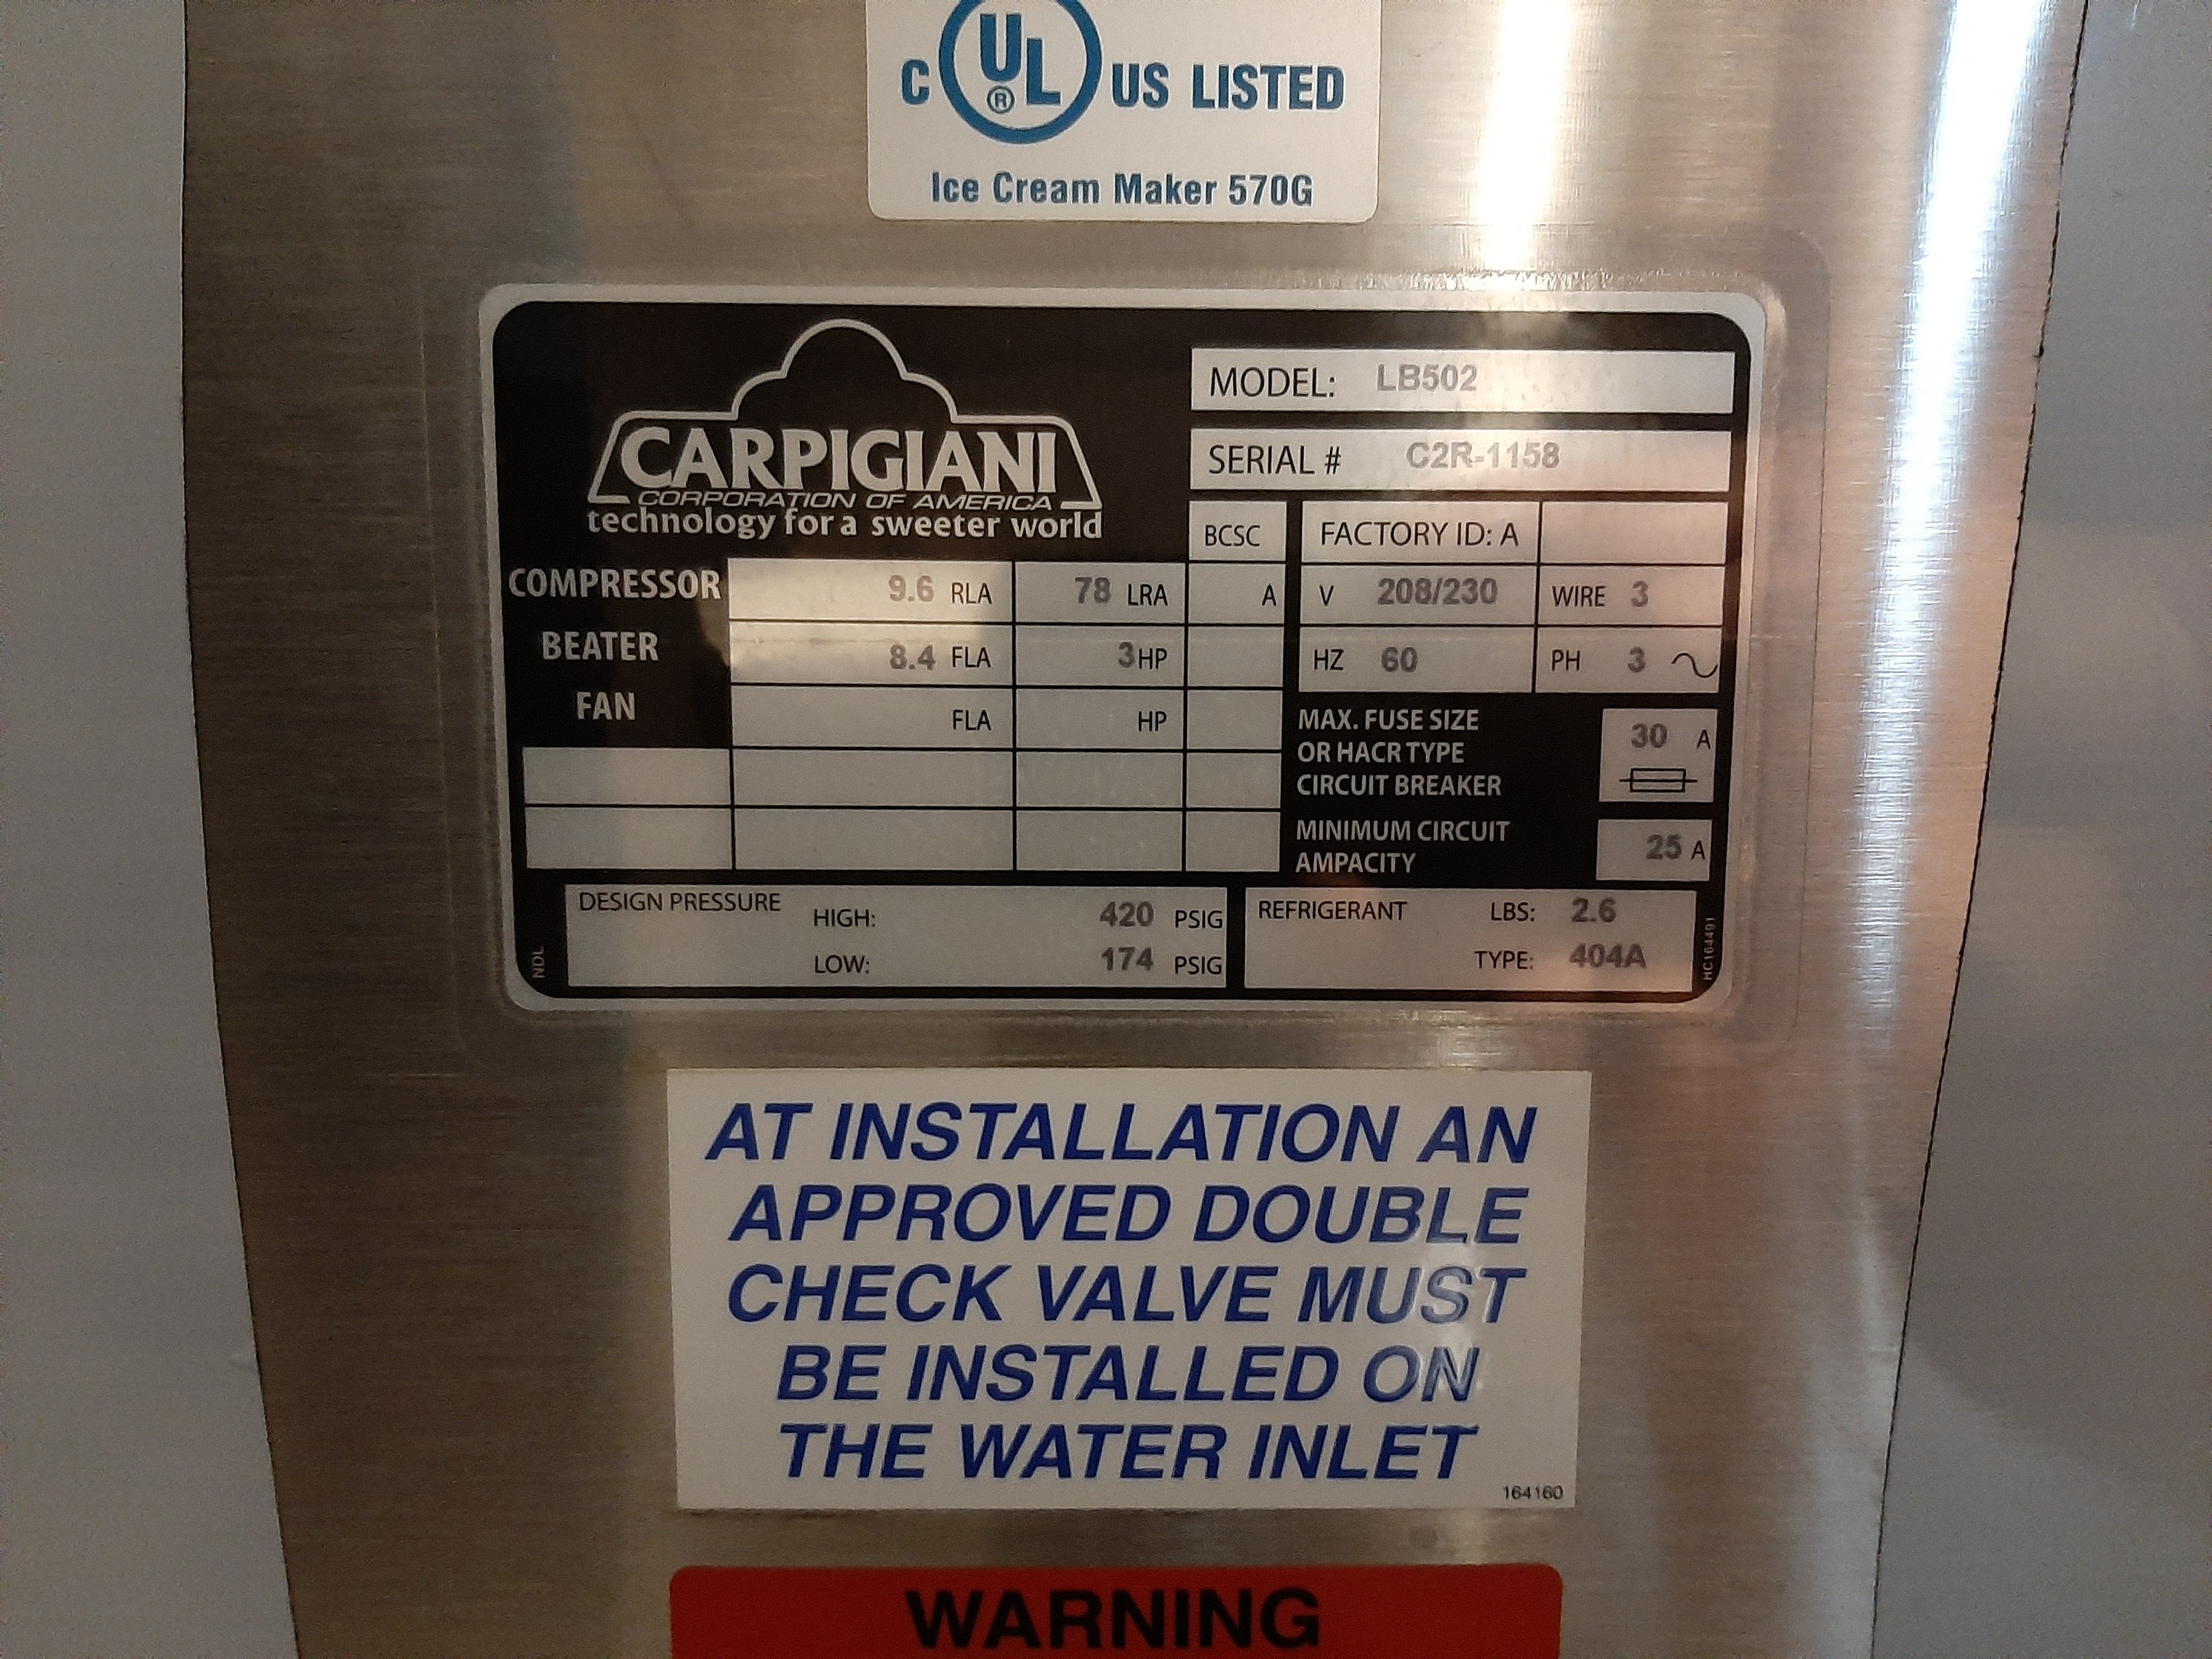 C UL ® US LISTED
Ice Cream Maker 570G
CARPIGIANI
CORPORATION OF AMERICA
technology for a sweeter world
MODEL: LB502
SERIAL # C2R-1158
BCSC FACTORY ID: A
COMPRESSOR 9.6 RLA 78 LRA A V 208/230 WIRE 3
BEATER 8.4 FLA 3 HP HZ 60 PH 3
FAN FLA HP
MAX. FUSE SIZE
OR HACR TYPE
CIRCUIT BREAKER
30 A
MINIMUM CIRCUIT
AMPACITY
25 A
DESIGN PRESSURE HIGH: 420 PSIG
LOW: 174 PSIG
REFRIGERANT LBS: 2.6
TYPE: 404A
NDL
HC164491
AT INSTALLATION AN
APPROVED DOUBLE
CHECK VALVE MUST
BE INSTALLED ON
THE WATER INLET
164160
WARNING